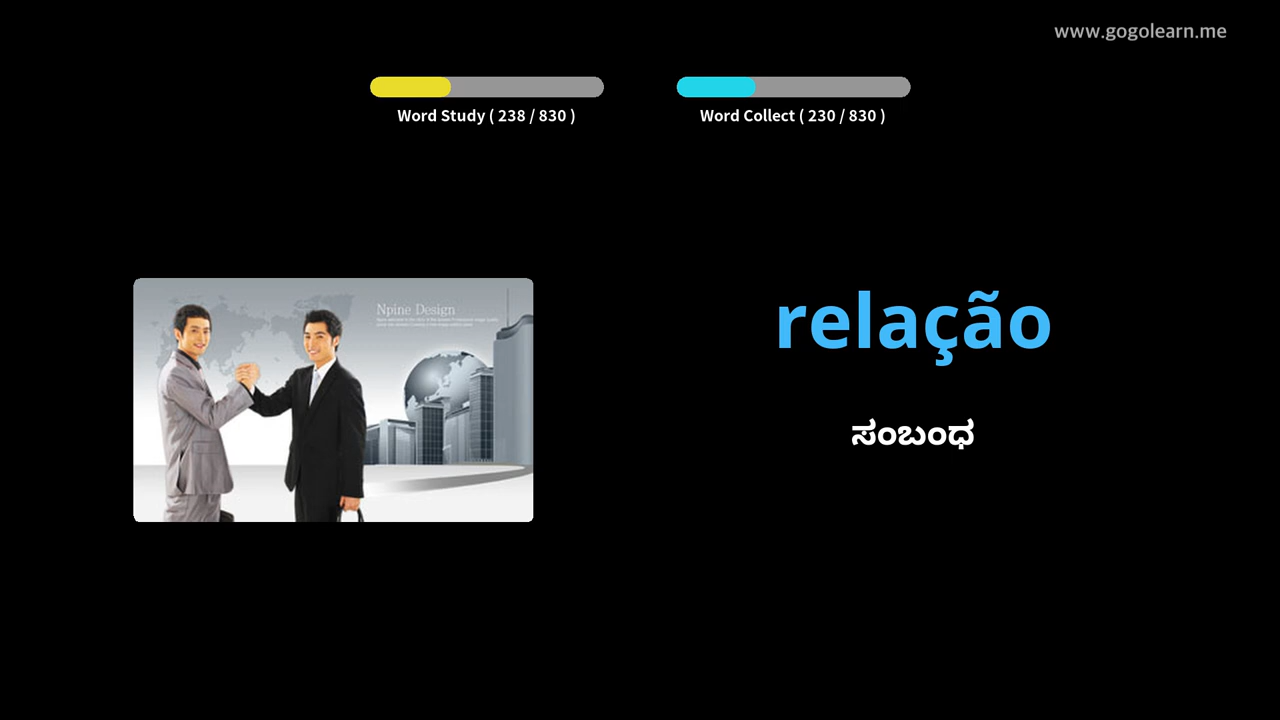 www.gogolearn.me
Word Study ( 238 / 830 )
Word Collect ( 230 / 830 )
Npine Design
relação
ಸಂಬಂಧ